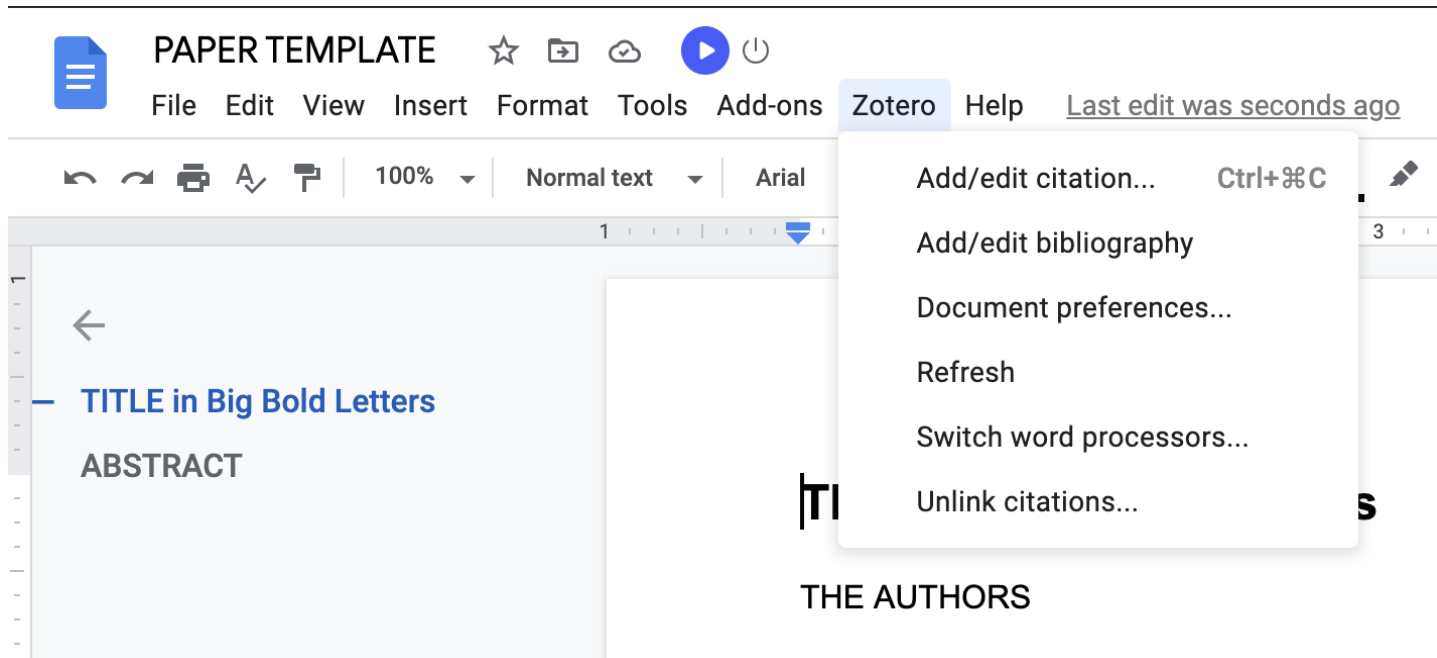 PAPER TEMPLATE
File Edit View Insert Format Tools Add-ons Zotero Help Last edit was seconds ago
100% Normal text Arial
Add/edit citation... Ctrl+⌘C
Add/edit bibliography
Document preferences...
Refresh
Switch word processors...
Unlink citations...
1 3
1
TITLE in Big Bold Letters
ABSTRACT
THE AUTHORS